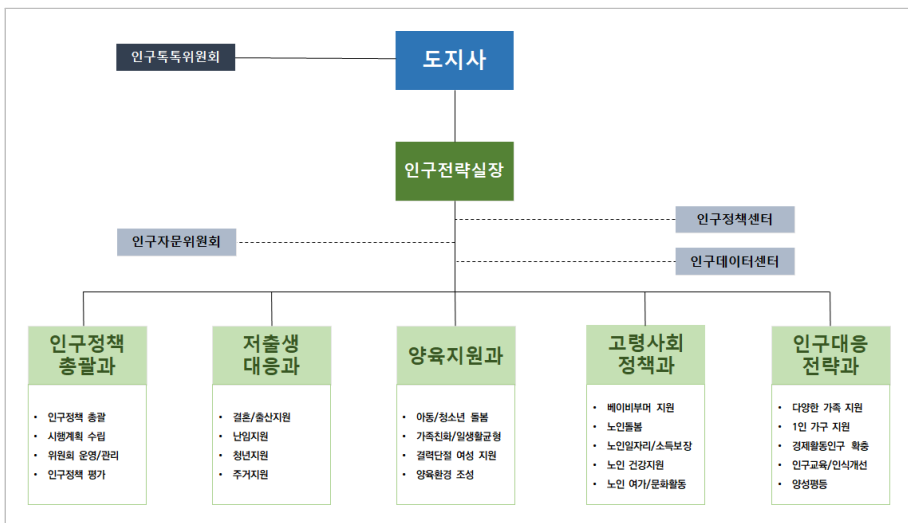 도지사
인구톡톡위원회
인구전략실장
인구정책센터
인구자문위원회
인구데이터센터
인구정책
총괄과
• 인구정책 총괄
• 시행계획 수립
• 위원회 운영/관리
• 인구정책 평가
저출생
대응과
• 결혼/출산지원
• 난임지원
• 청년지원
• 주거지원
양육지원과
• 아동/청소년 돌봄
• 가족친화/일생활균형
• 결력단절 여성 지원
• 양육환경 조성
고령사회
정책과
• 베이비부머 지원
• 노인돌봄
• 노인일자리/소득보장
• 노인 건강지원
• 노인 여가/문화활동
인구대응
전략과
• 다양한 가족 지원
• 1인 가구 지원
• 경제활동인구 확충
• 인구교육/인식개선
• 양성평등